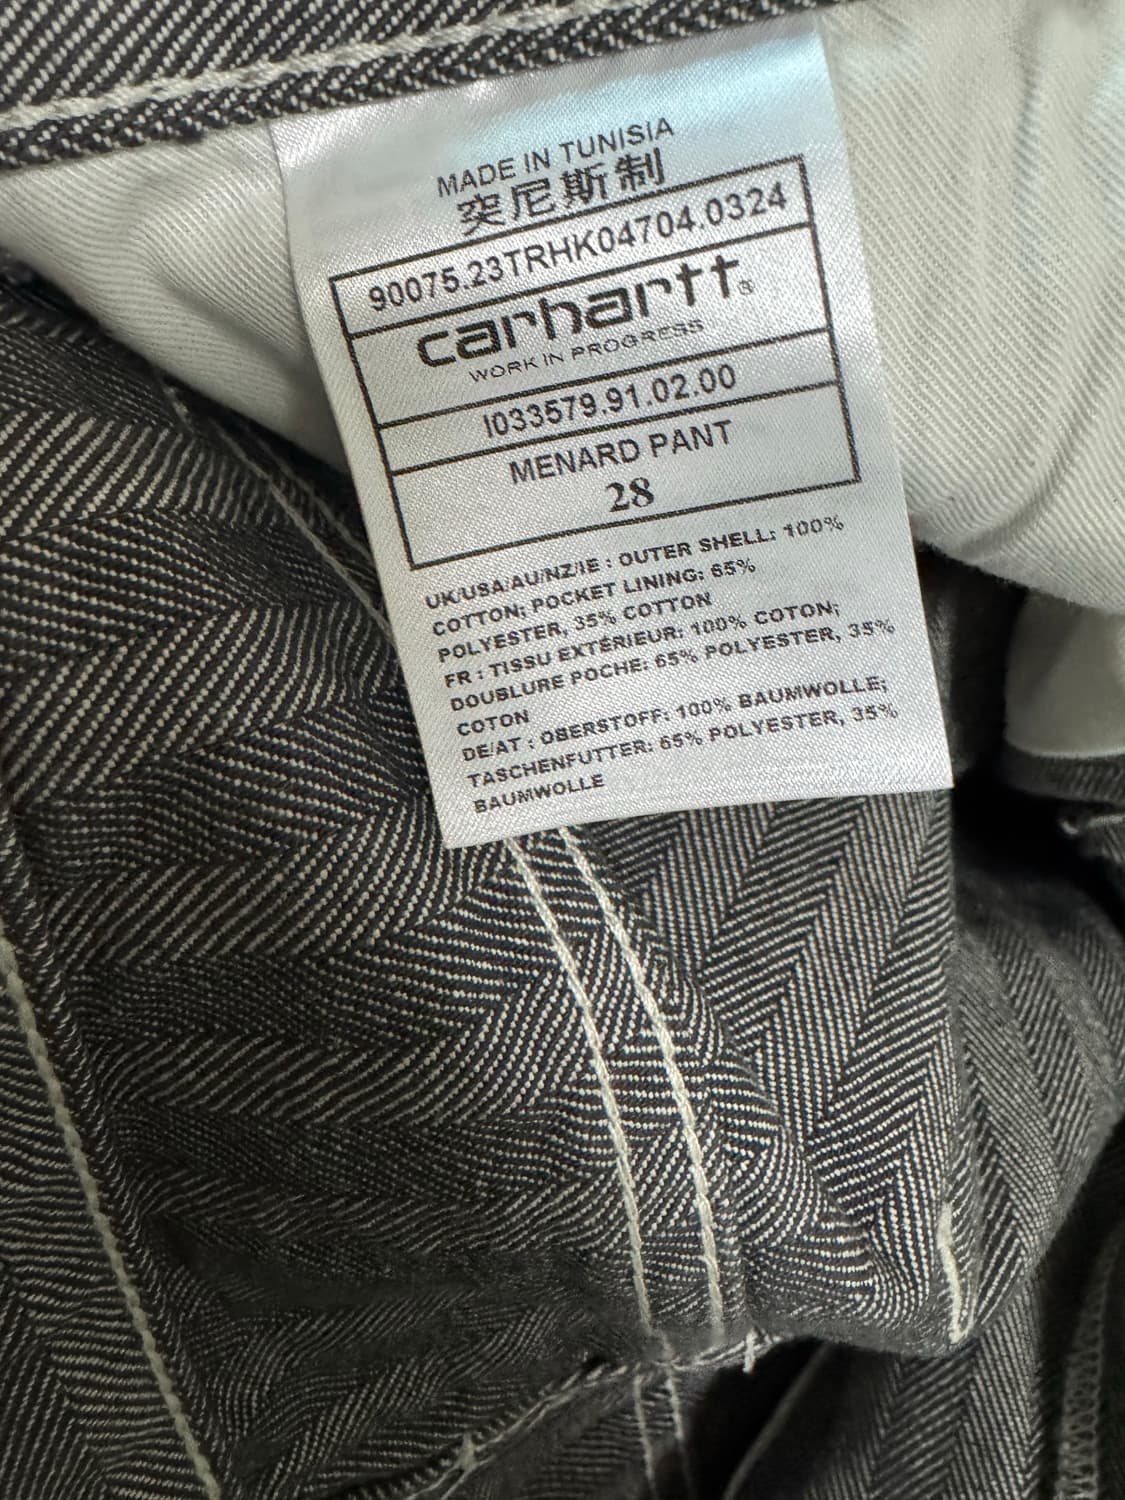 MADE IN TUNISIA
突尼斯制
90075.23TRHK04704.0324
carhartt®
WORK IN PROGRESS
I033579.91.02.00
MENARD PANT
28
UK/USA/AU/NZ/IE : OUTER SHELL: 100%
COTTON; POCKET LINING: 65%
POLYESTER, 35% COTTON
FR : TISSU EXTÉRIEUR: 100% COTON;
DOUBLURE POCHE: 65% POLYESTER, 35%
COTON
DE/AT : OBERSTOFF: 100% BAUMWOLLE;
TASCHENFUTTER: 65% POLYESTER, 35%
BAUMWOLLE